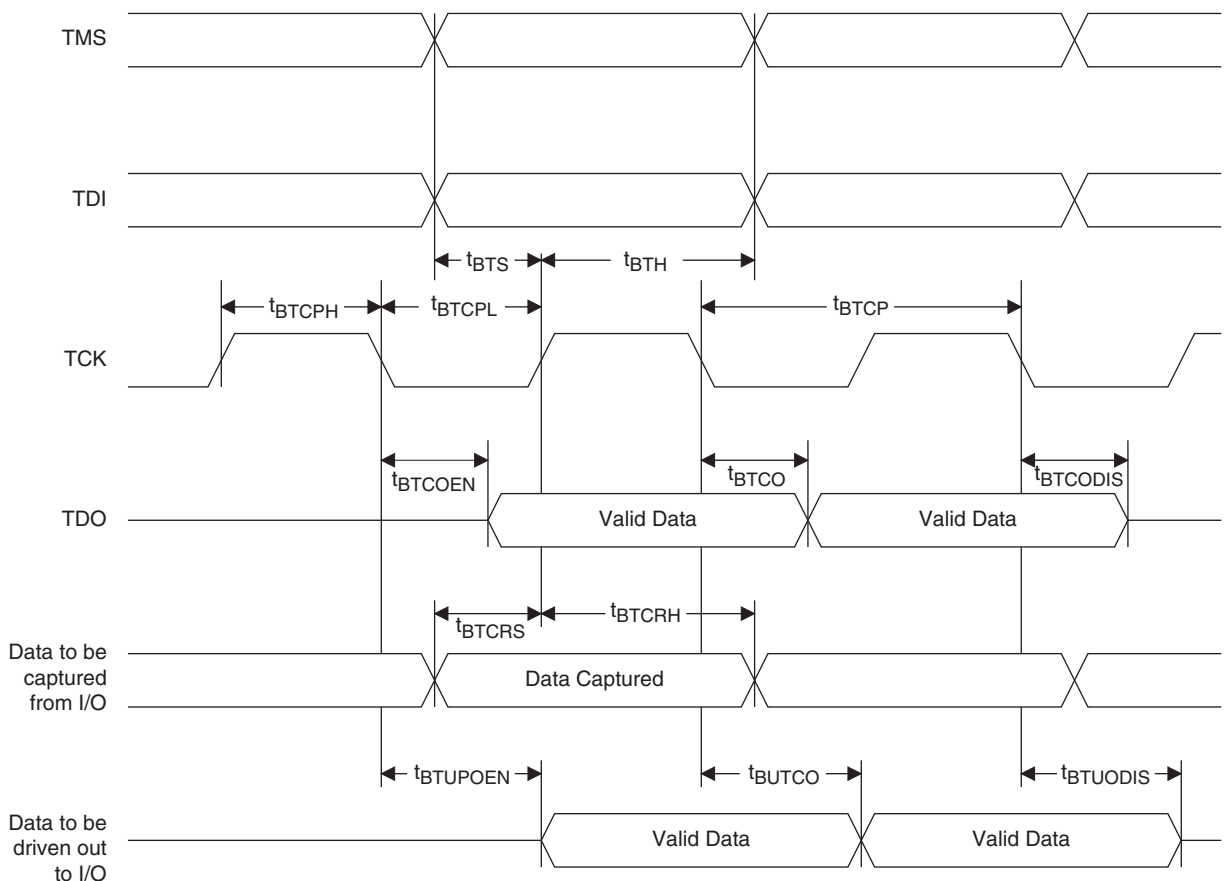 TMS
TDI
tBTS
tBTH
tBTCPH
tBTCPL
tBTCP
TCK
tBTCOEN
tBTCO
tBTCODIS
TDO
Valid Data
Valid Data
tBTCRS
tBTCRH
Data to be
captured
from I/O
Data Captured
tBTUPOEN
tBUTCO
tBTUODIS
Data to be
driven out
to I/O
Valid Data
Valid Data